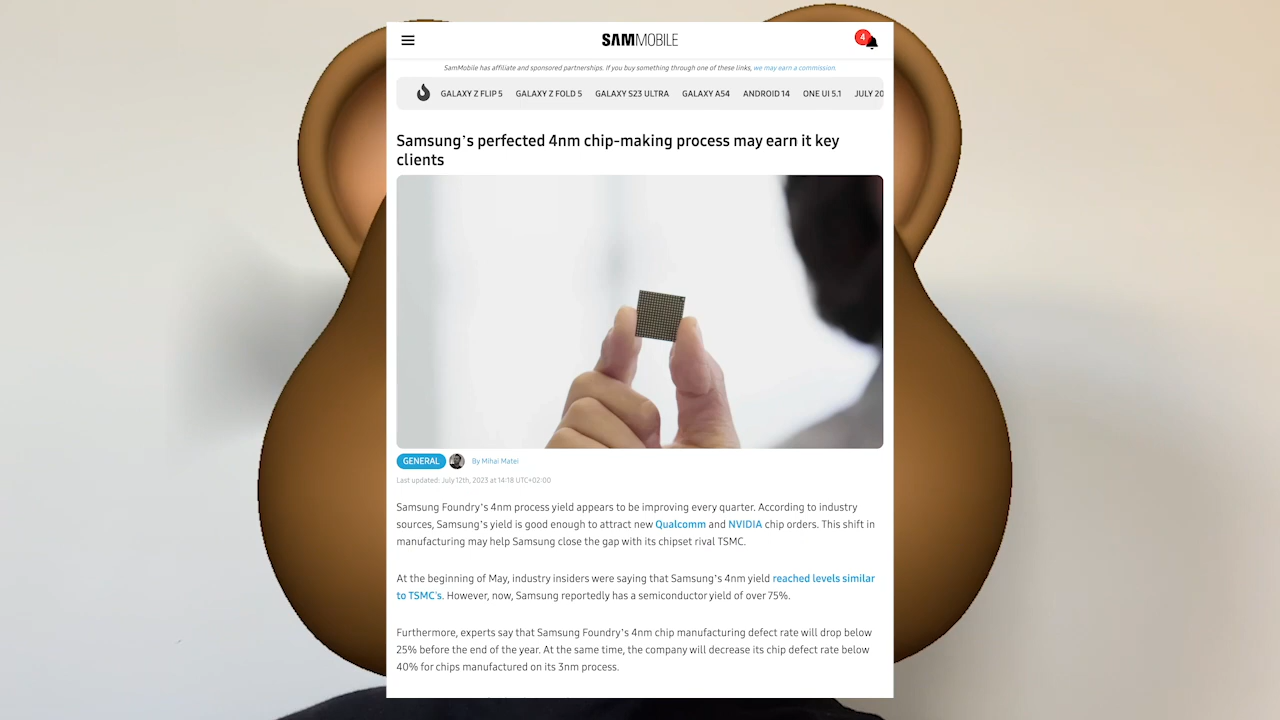 SAMMOBILE
4
SamMobile has affiliate and sponsored partnerships. If you buy something through one of these links, we may earn a commission.
GALAXY Z FLIP 5 GALAXY Z FOLD 5 GALAXY S23 ULTRA GALAXY A54 ANDROID 14 ONE UI 5.1 JULY 20
Samsung's perfected 4nm chip-making process may earn it key
clients
GENERAL By Mihai Matei
Last updated: July 12th, 2023 at 14:18 UTC+02:00
Samsung Foundry's 4nm process yield appears to be improving every quarter. According to industry
sources, Samsung's yield is good enough to attract new Qualcomm and NVIDIA chip orders. This shift in
manufacturing may help Samsung close the gap with its chipset rival TSMC.
At the beginning of May, industry insiders were saying that Samsung's 4nm yield reached levels similar
to TSMC's. However, now, Samsung reportedly has a semiconductor yield of over 75%.
Furthermore, experts say that Samsung Foundry's 4nm chip manufacturing defect rate will drop below
25% before the end of the year. At the same time, the company will decrease its chip defect rate below
40% for chips manufactured on its 3nm process.